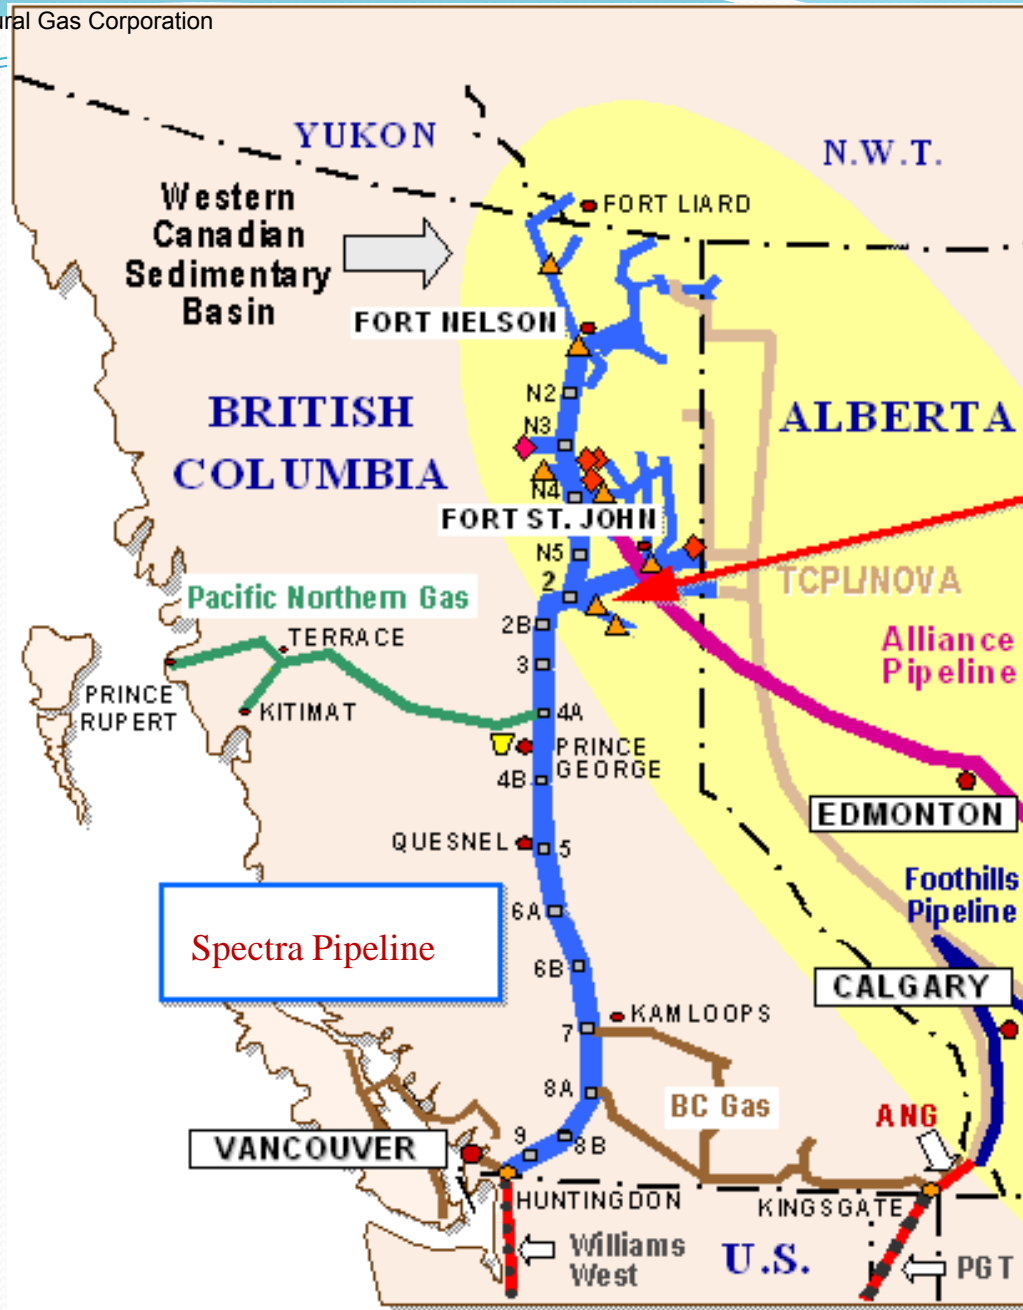 ural Gas Corporation
YUKON
N.W.T.
Western
Canadian
Sedimentary
Basin
FORT LIARD
FORT NELSON
N2
BRITISH
COLUMBIA
ALBERTA
N3
N4
FORT ST. JOHN
N5
2
TCPL/NOVA
Pacific Northern Gas
2B
TERRACE
Alliance
Pipeline
3
PRINCE
RUPERT
KITIMAT
4A
PRINCE
GEORGE
4B
EDMONTON
QUESNEL
5
Foothills
Pipeline
6A
Spectra Pipeline
6B
CALGARY
KAMLOOPS
7
8A
BC Gas
ANG
VANCOUVER
9
8B
HUNTINGDON
KINGSGATE
Williams
West
U.S.
PGT